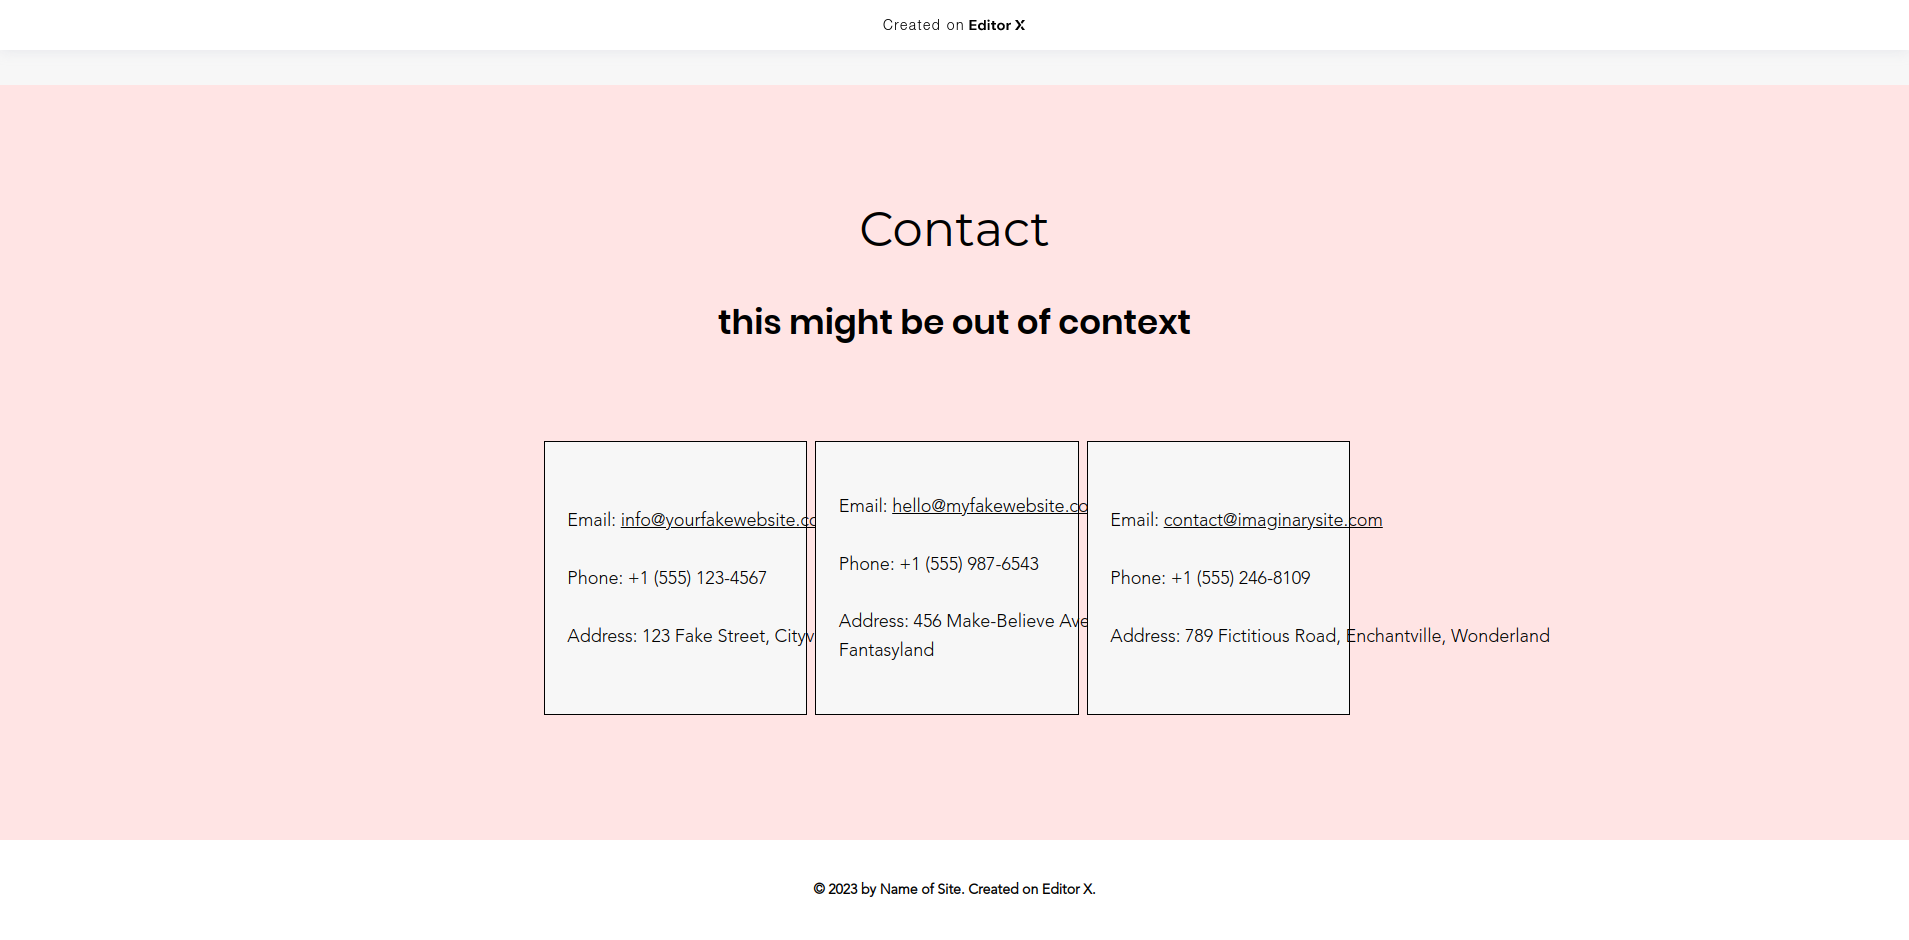 Created on Editor X
Contact
this might be out of context
Email: info@yourfakewebsite.co
Phone: +1 (555) 123-4567
Address: 123 Fake Street, Cityv
Email: hello@myfakewebsite.co
Phone: +1 (555) 987-6543
Address: 456 Make-Believe Ave
Fantasyland
Email: contact@imaginarysite.com
Phone: +1 (555) 246-8109
Address: 789 Fictitious Road, Enchantville, Wonderland
© 2023 by Name of Site. Created on Editor X.